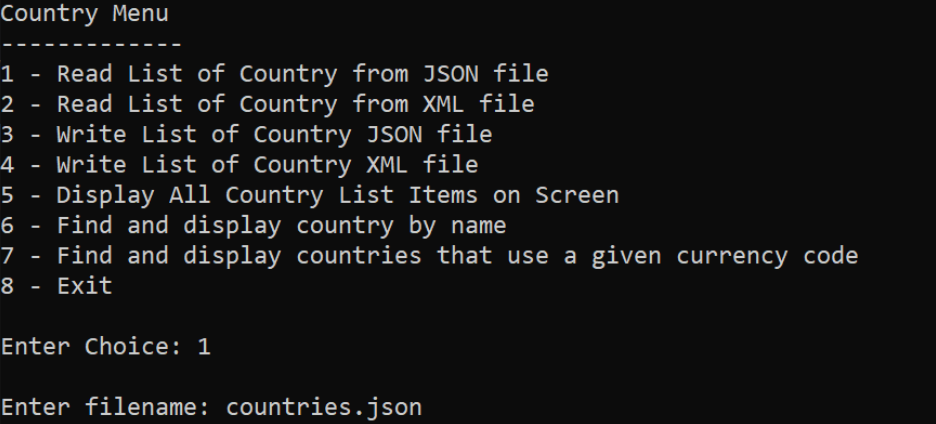 Country Menu
-------------
1 - Read List of Country from JSON file
2 - Read List of Country from XML file
3 - Write List of Country JSON file
4 - Write List of Country XML file
5 - Display All Country List Items on Screen
6 - Find and display country by name
7 - Find and display countries that use a given currency code
8 - Exit
Enter Choice: 1
Enter filename: countries.json